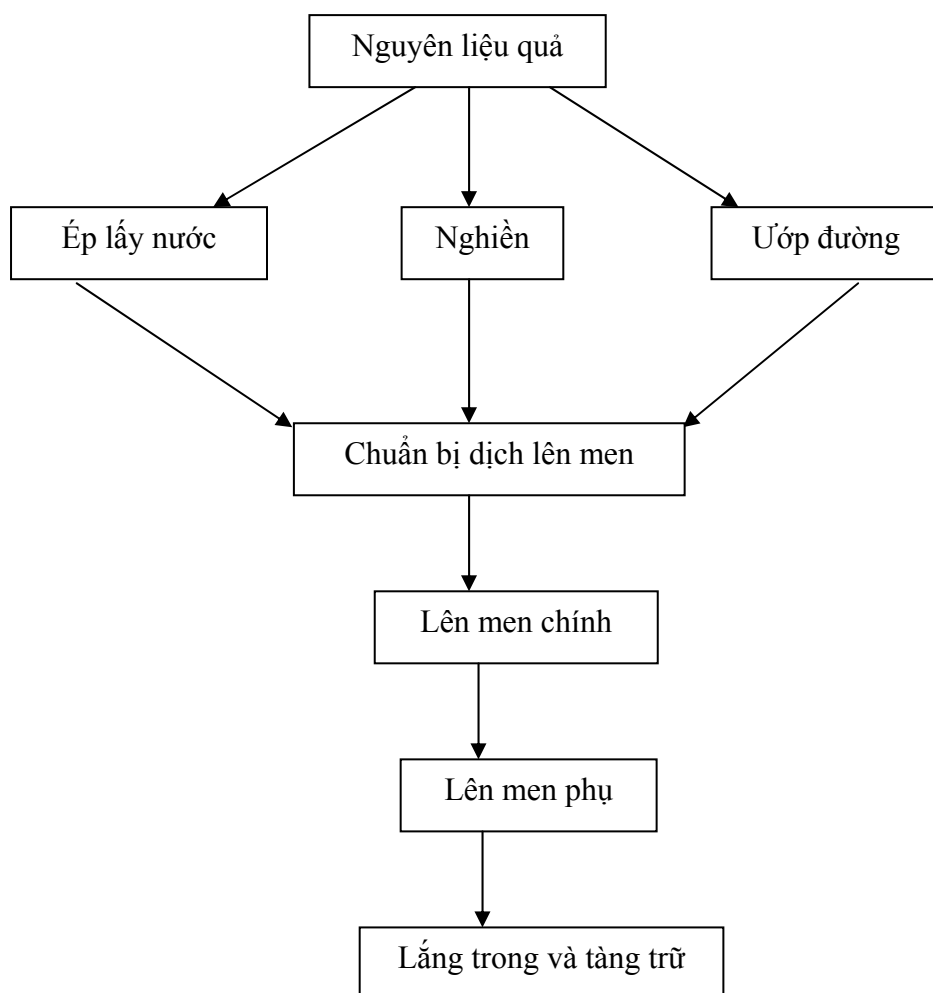 Nguyên liệu quả
Ép lấy nước
Nghiền
Ướp đường
Chuẩn bị dịch lên men
Lên men chính
Lên men phụ
Lắng trong và tàng trữ